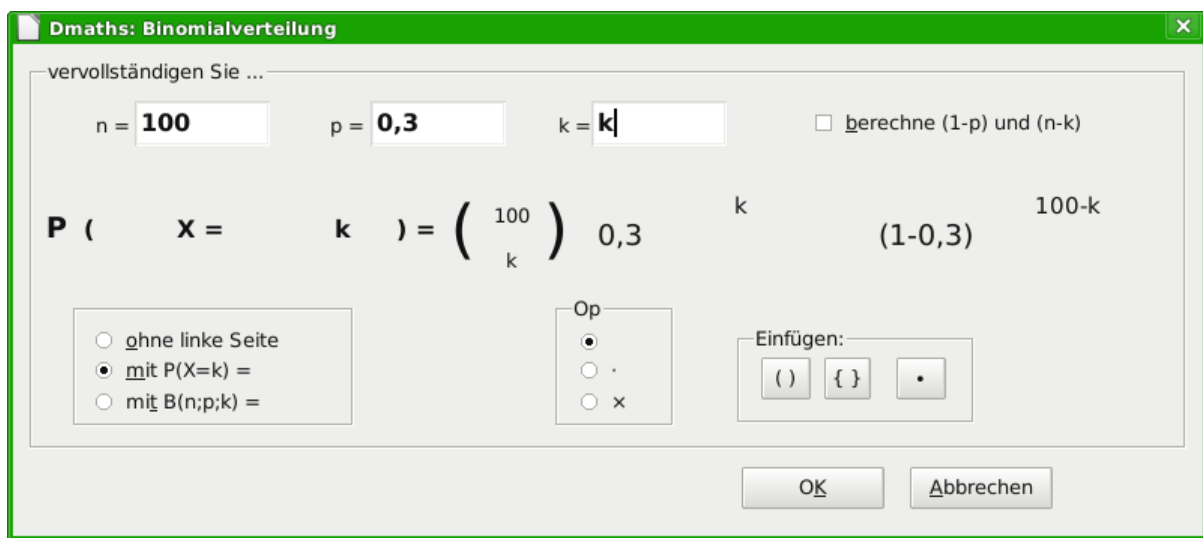 Dmaths: Binomialverteilung
vervollständigen Sie ...
n = 100 p = 0,3 k = k berechne (1-p) und (n-k)
P ( X = k ) = ( 100 k ) 0,3 k (1-0,3) 100-k
ohne linke Seite
mit P(X=k) =
mit B(n;p;k) =
Op
·
×
Einfügen:
( ) { } •
OK Abbrechen